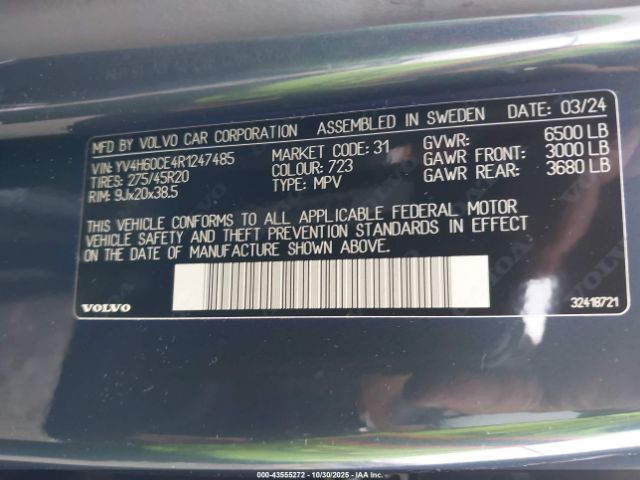 MFD BY VOLVO CAR CORPORATION ASSEMBLED IN SWEDEN 03/24
VIN: YV4H60CE4R1247485 MARKET CODE: 31 GVWR: 6500 LB
TIRES: 275/45R20 COLOUR: 723 GAWR FRONT: 3000 LB
RIM: 9Jx20x38.5 TYPE: MPV GAWR REAR: 3680 LB
THIS VEHICLE CONFORMS TO ALL APPLICABLE FEDERAL MOTOR
VEHICLE SAFETY AND THEFT PREVENTION STANDARDS IN EFFECT
ON THE DATE OF MANUFACTURE SHOWN ABOVE.
VOLVO 32418721
000-43555272 - 10/30/2025 - IAA Inc.